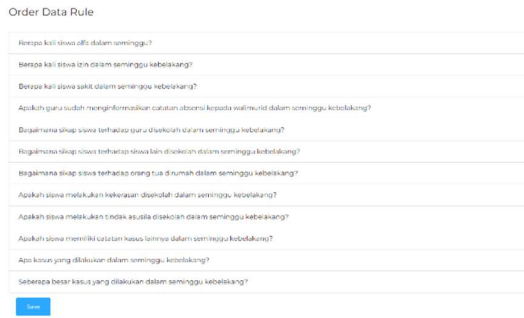 Order Data Rule
Berapa kali siswa alfa dalam seminggu?
Berapa kali siswa izin dalam seminggu kebelakang?
Berapa kali siswa sakit dalam seminggu kebelakang?
Apakah guru sudah menginformasikan catatan absensi kepada walimurid dalam seminggu kebelakang?
Bagaimana sikap siswa terhadap guru disekolah dalam seminggu kebelakang?
Bagaimana sikap siswa terhadap siswa lain disekolah dalam seminggu kebelakang?
Bagaimana sikap siswa terhadap orang tua dirumah dalam seminggu kebelakang?
Apakah siswa melakukan kekerasan disekolah dalam seminggu kebelakang?
Apakah siswa melakukan tindak asusila disekolah dalam seminggu kebelakang?
Apakah siswa memiliki catatan kasus lainnya dalam seminggu kebelakang?
Apa kasus yang dilakukan dalam seminggu kebelakang?
Seberapa besar kasus yang dilakukan dalam seminggu kebelakang?
Save